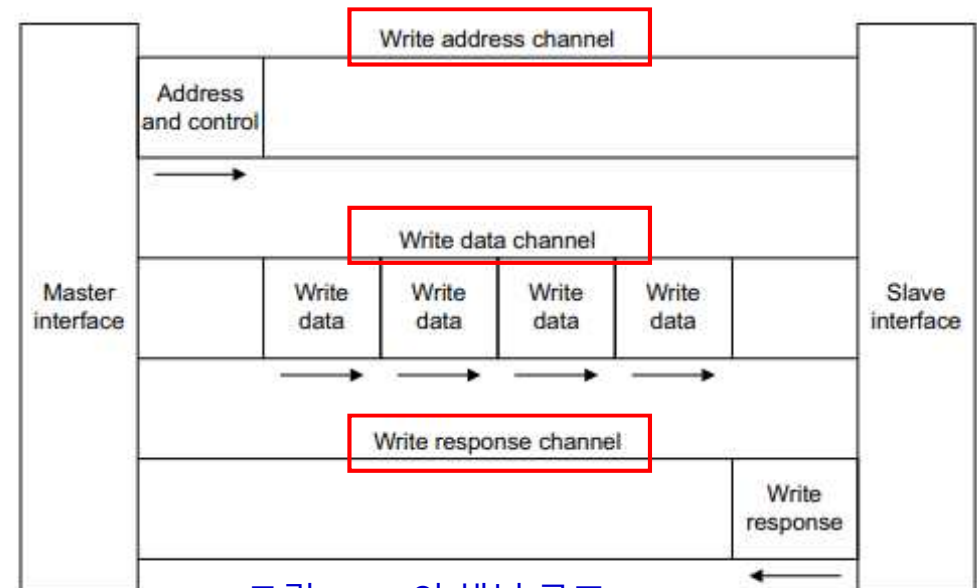 Write address channel
Address
and control
Write data channel
Master
interface
Write
data
Write
data
Write
data
Write
data
Slave
interface
Write response channel
Write
response